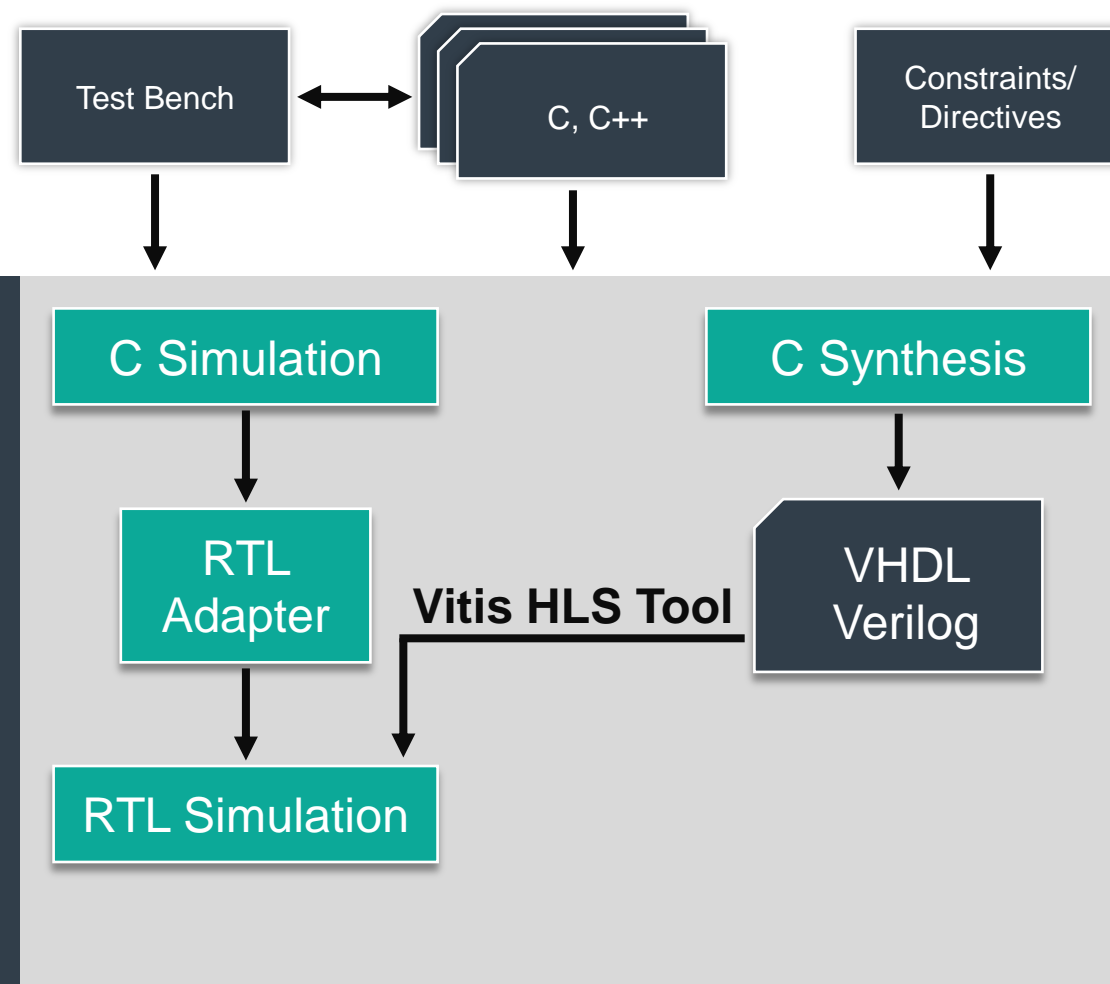 Test Bench
C, C++
Constraints/
Directives
C Simulation
C Synthesis
RTL
Adapter
Vitis HLS Tool
VHDL
Verilog
RTL Simulation